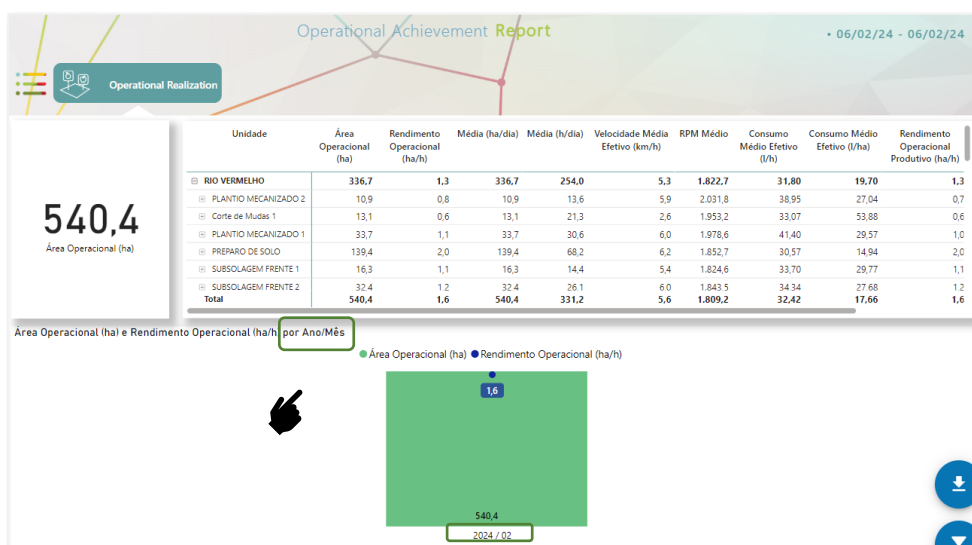 Operational Achievement Report
• 06/02/24 - 06/02/24
Operational Realization
540,4
Área Operacional (ha)
Unidade Área Operacional (ha) Rendimento Operacional (ha/h) Média (ha/dia) Média (h/dia) Velocidade Média Efetivo (km/h) RPM Médio Consumo Médio Efetivo (l/h) Consumo Médio Efetivo (l/ha) Rendimento Operacional Produtivo (ha/h)
RIO VERMELHO 336,7 1,3 336,7 254,0 5,3 1.822,7 31,80 19,70 1,3
PLANTIO MECANIZADO 2 10,9 0,8 10,9 13,6 5,9 2.031,8 38,95 27,04 0,7
Corte de Mudas 1 13,1 0,6 13,1 21,3 2,6 1.953,2 33,07 53,88 0,6
PLANTIO MECANIZADO 1 33,7 1,1 33,7 30,6 6,0 1.978,6 41,40 29,57 1,0
PREPARO DE SOLO 139,4 2,0 139,4 68,2 6,2 1.852,7 30,57 14,94 2,0
SUBSOLAGEM FRENTE 1 16,3 1,1 16,3 14,4 5,4 1.824,6 33,70 29,77 1,1
SUBSOLAGEM FRENTE 2 32,4 1,2 32,4 26,1 6,0 1.843,5 34,34 27,68 1,2
Total 540,4 1,6 540,4 331,2 5,6 1.809,2 32,42 17,66 1,6
Área Operacional (ha) e Rendimento Operacional (ha/h) por Ano/Mês
Área Operacional (ha) Rendimento Operacional (ha/h)
1,6
540,4
2024 / 02